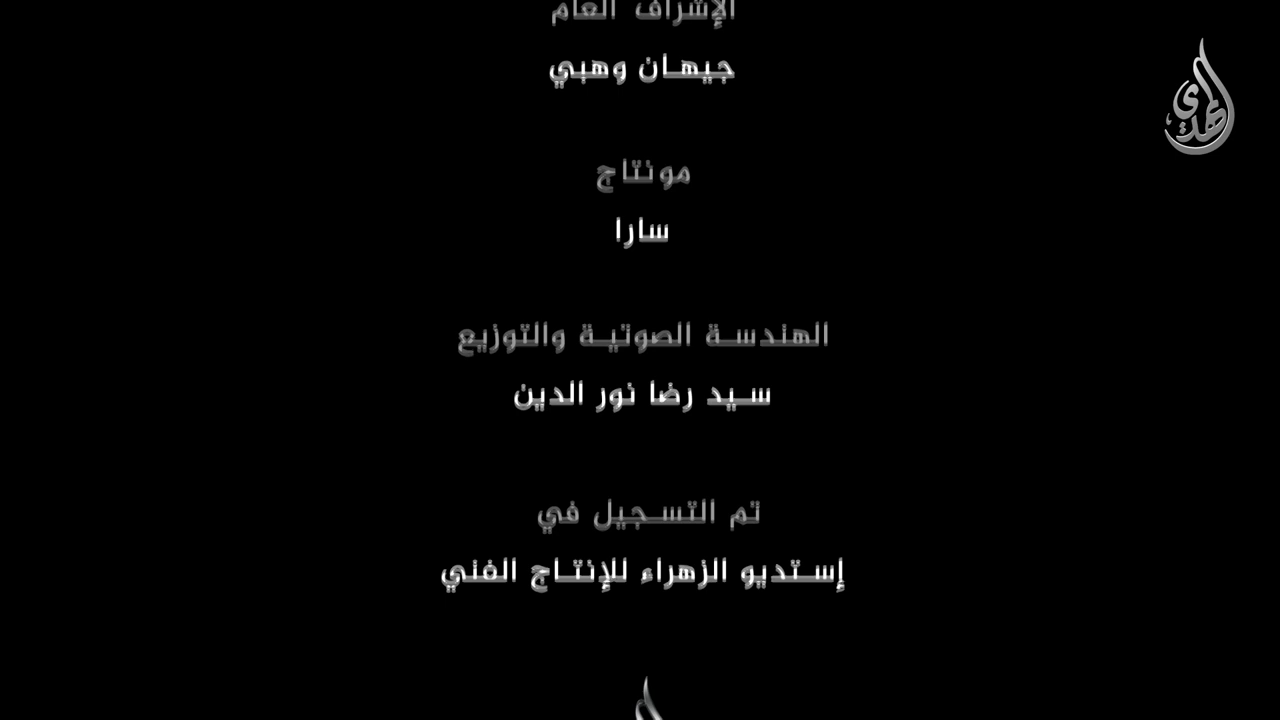 الإشراف العام
جيهان وهبي
مونتاج
سارا
الهندسة الصوتية والتوزيع
سيد رضا نور الدين
تم التسجيل في
إستديو الزهراء للإنتاج الفني
المهدي